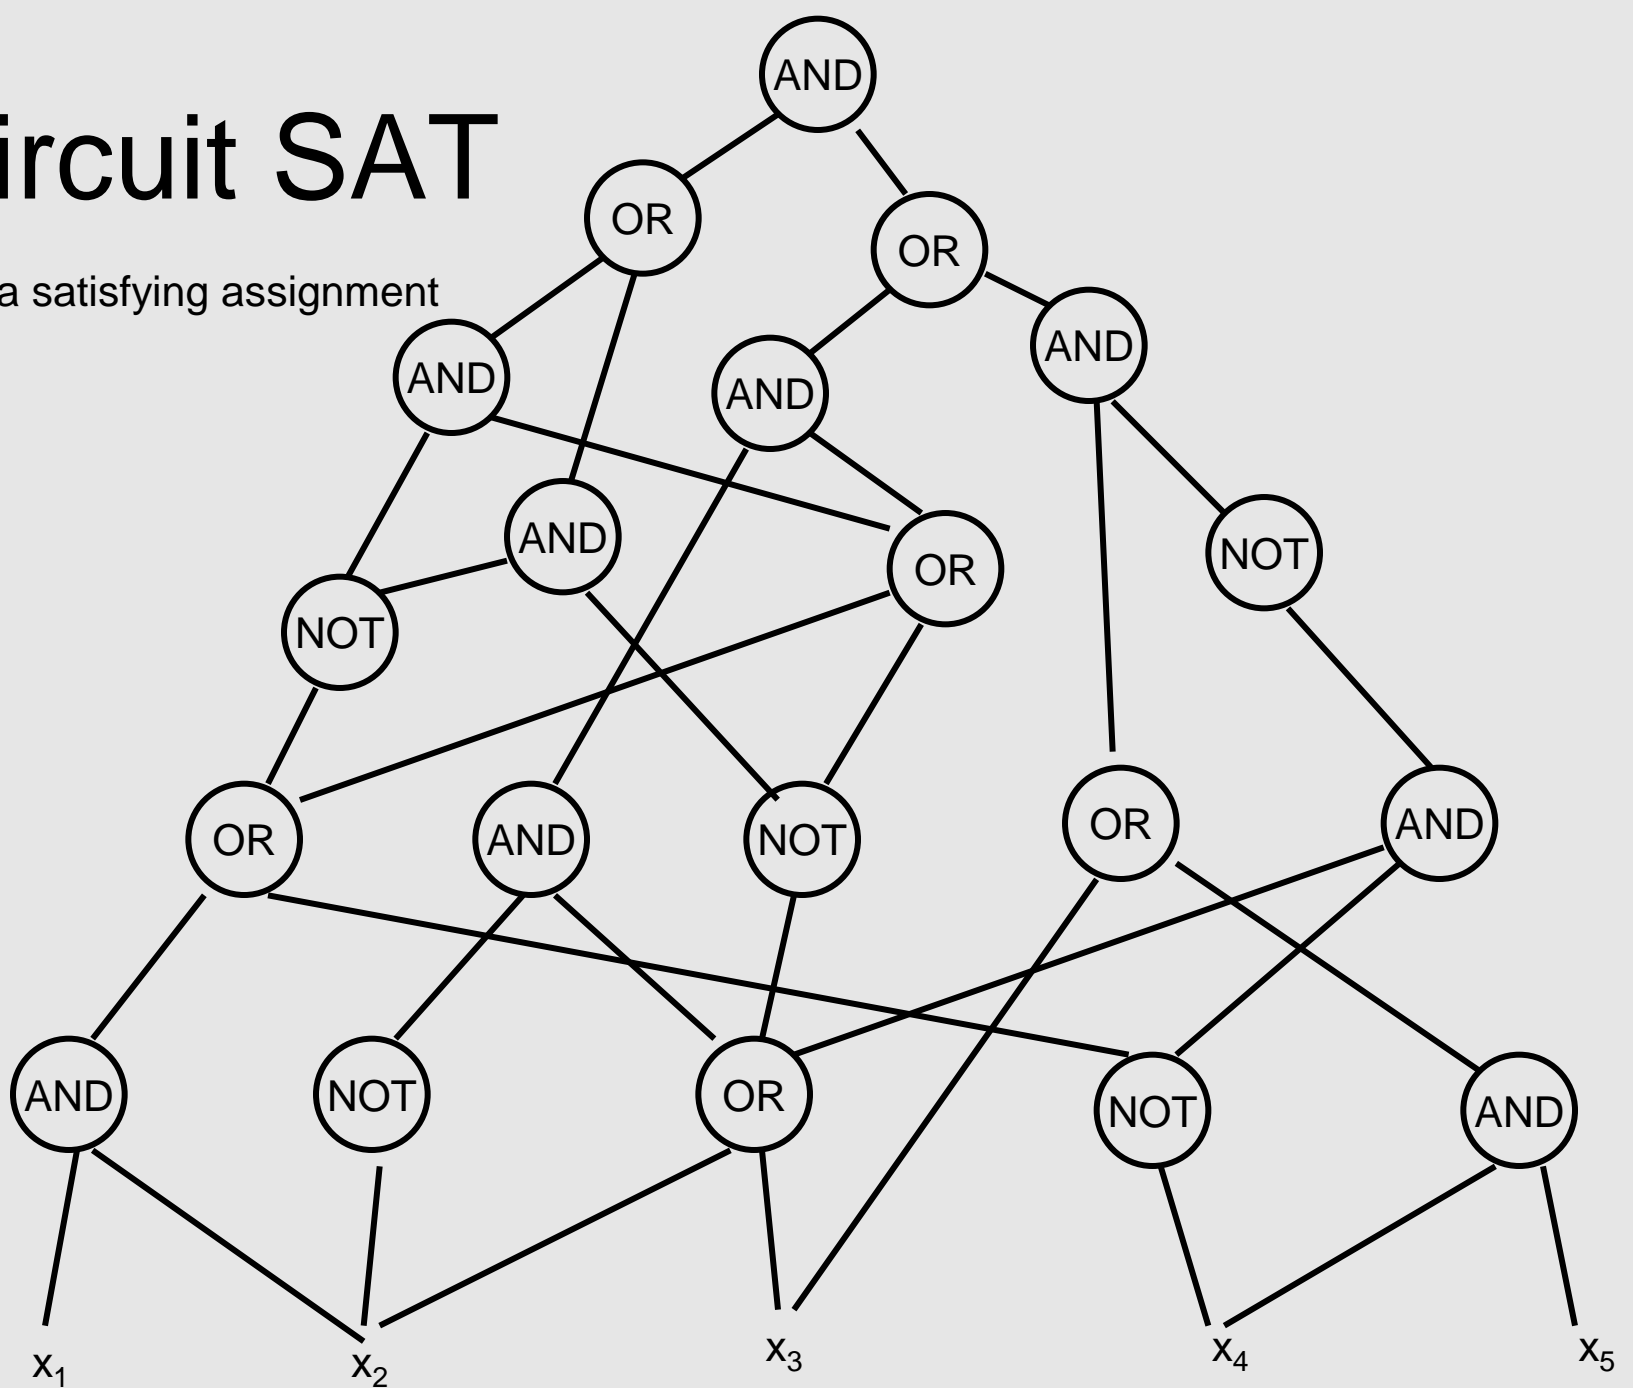 AND
ircuit SAT
OR
OR
a satisfying assignment
AND
AND
AND
AND
NOT
OR
NOT
OR
AND
NOT
OR
AND
AND
NOT
OR
NOT
AND
x₁
x₂
x₃
x₄
x₅